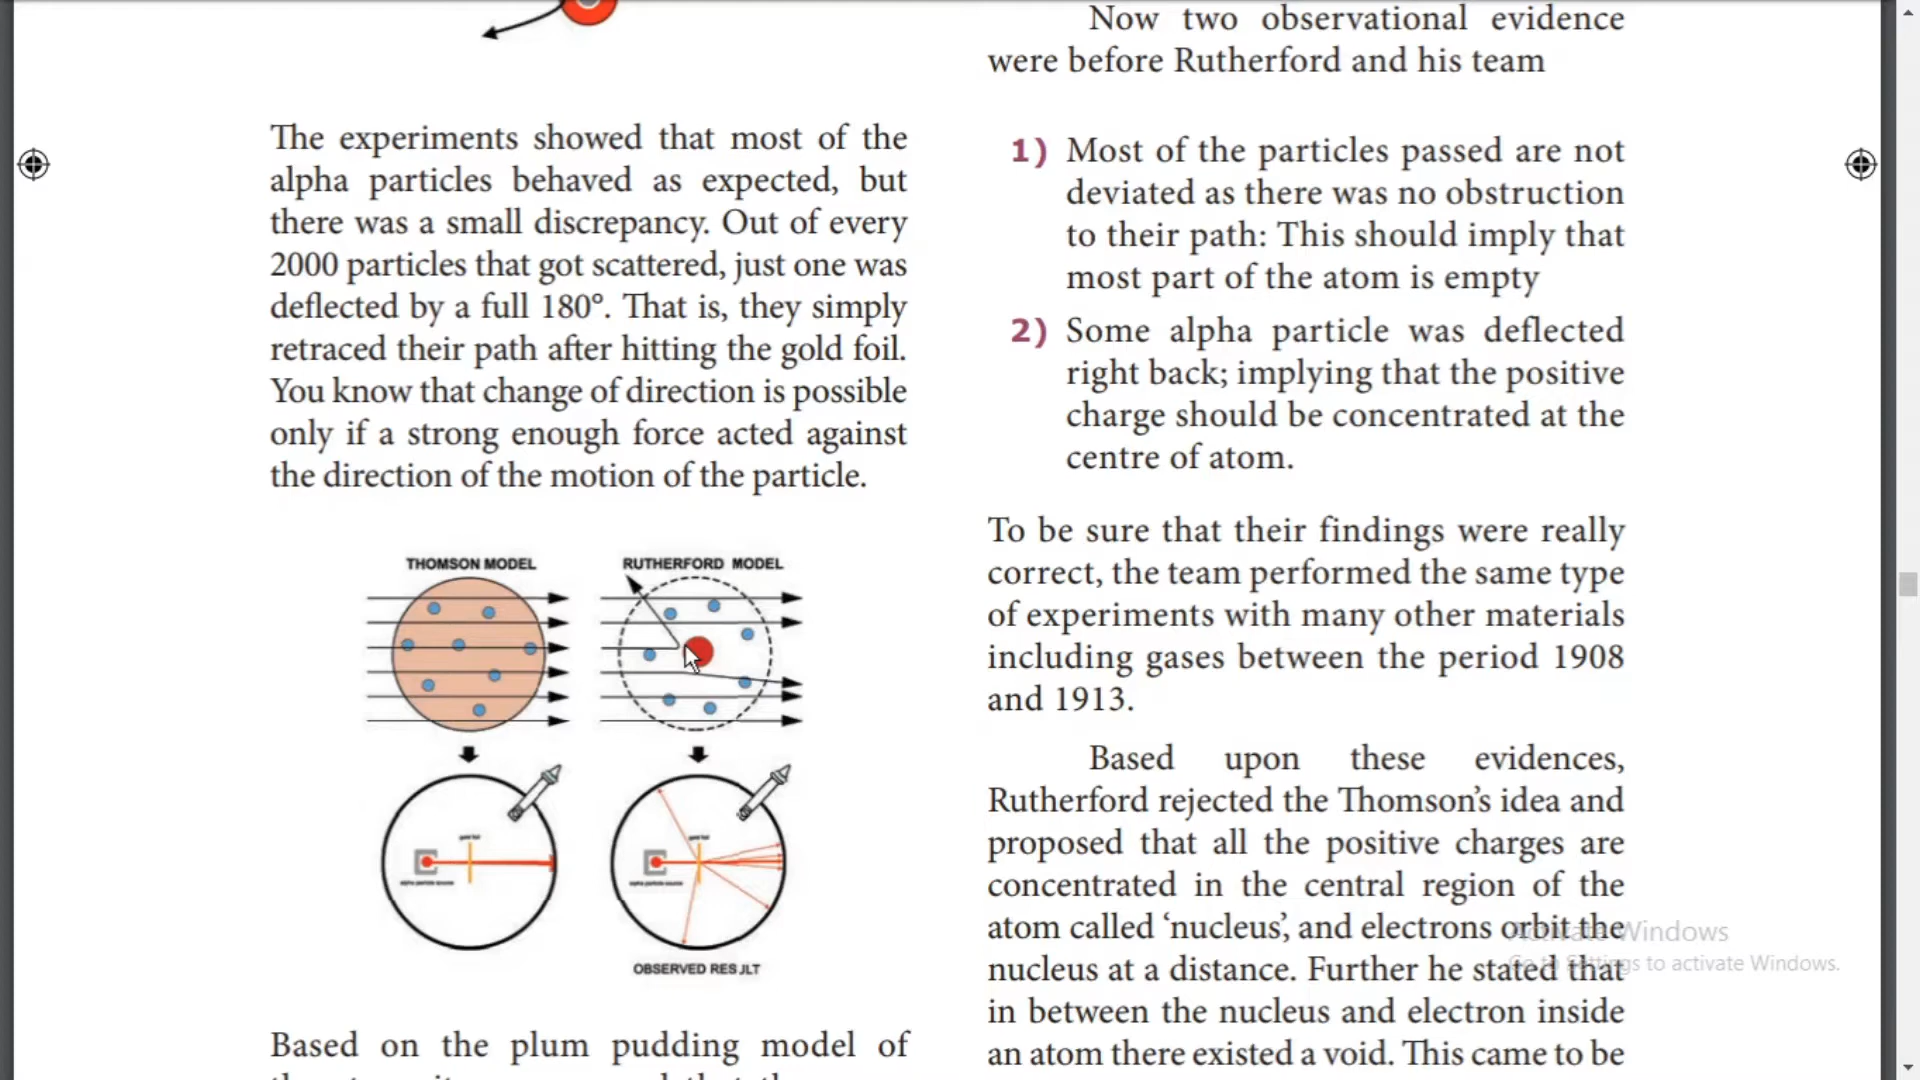 The experiments showed that most of the
alpha particles behaved as expected, but
there was a small discrepancy. Out of every
2000 particles that got scattered, just one was
deflected by a full 180°. That is, they simply
retraced their path after hitting the gold foil.
You know that change of direction is possible
only if a strong enough force acted against
the direction of the motion of the particle.
THOMSON MODEL
RUTHERFORD MODEL
gold foil
alpha particle source
gold foil
alpha particle source
OBSERVED RESULT
Based on the plum pudding model of
Now two observational evidence
were before Rutherford and his team
1) Most of the particles passed are not
deviated as there was no obstruction
to their path: This should imply that
most part of the atom is empty
2) Some alpha particle was deflected
right back; implying that the positive
charge should be concentrated at the
centre of atom.
To be sure that their findings were really
correct, the team performed the same type
of experiments with many other materials
including gases between the period 1908
and 1913.
Based upon these evidences,
Rutherford rejected the Thomson's idea and
proposed that all the positive charges are
concentrated in the central region of the
atom called ‘nucleus’, and electrons orbit the
nucleus at a distance. Further he stated that
in between the nucleus and electron inside
an atom there existed a void. This came to be
Activate Windows
Go to Settings to activate Windows.